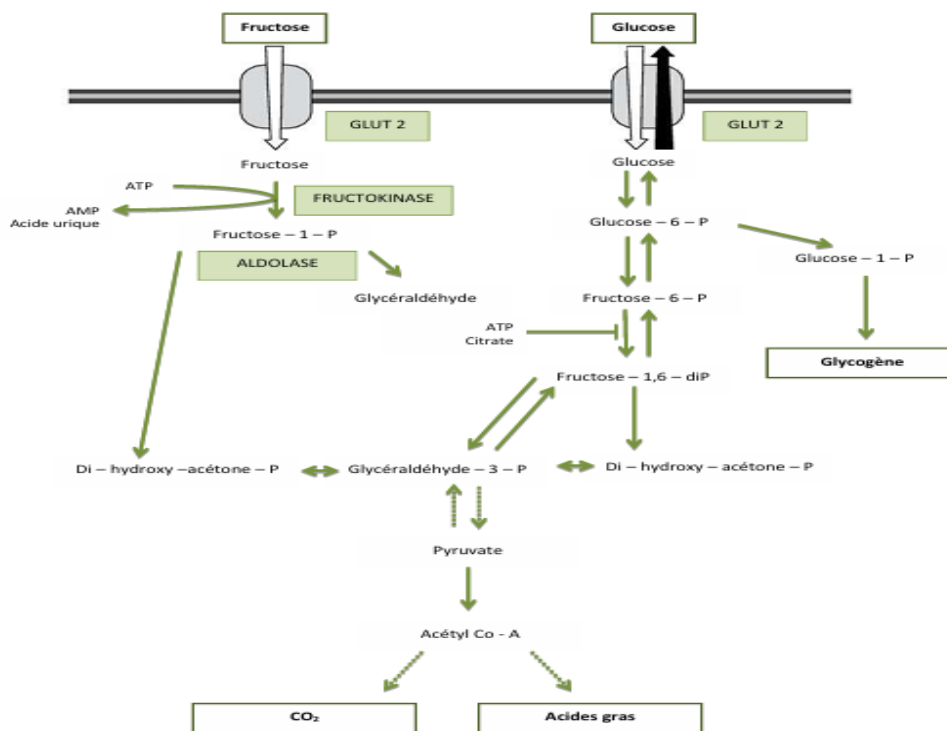 Fructose
Glucose
GLUT 2
GLUT 2
Fructose
Glucose
ATP
FRUCTOKINASE
AMP
Acide urique
Fructose – 1 – P
Glucose – 6 – P
ALDOLASE
Glucose – 1 – P
Glycéraldéhyde
Fructose – 6 – P
ATP
Citrate
Glycogène
Fructose – 1,6 – diP
Di – hydroxy –acétone – P
Glycéraldéhyde – 3 – P
Di – hydroxy – acétone – P
Pyruvate
Acétyl Co - A
CO₂
Acides gras